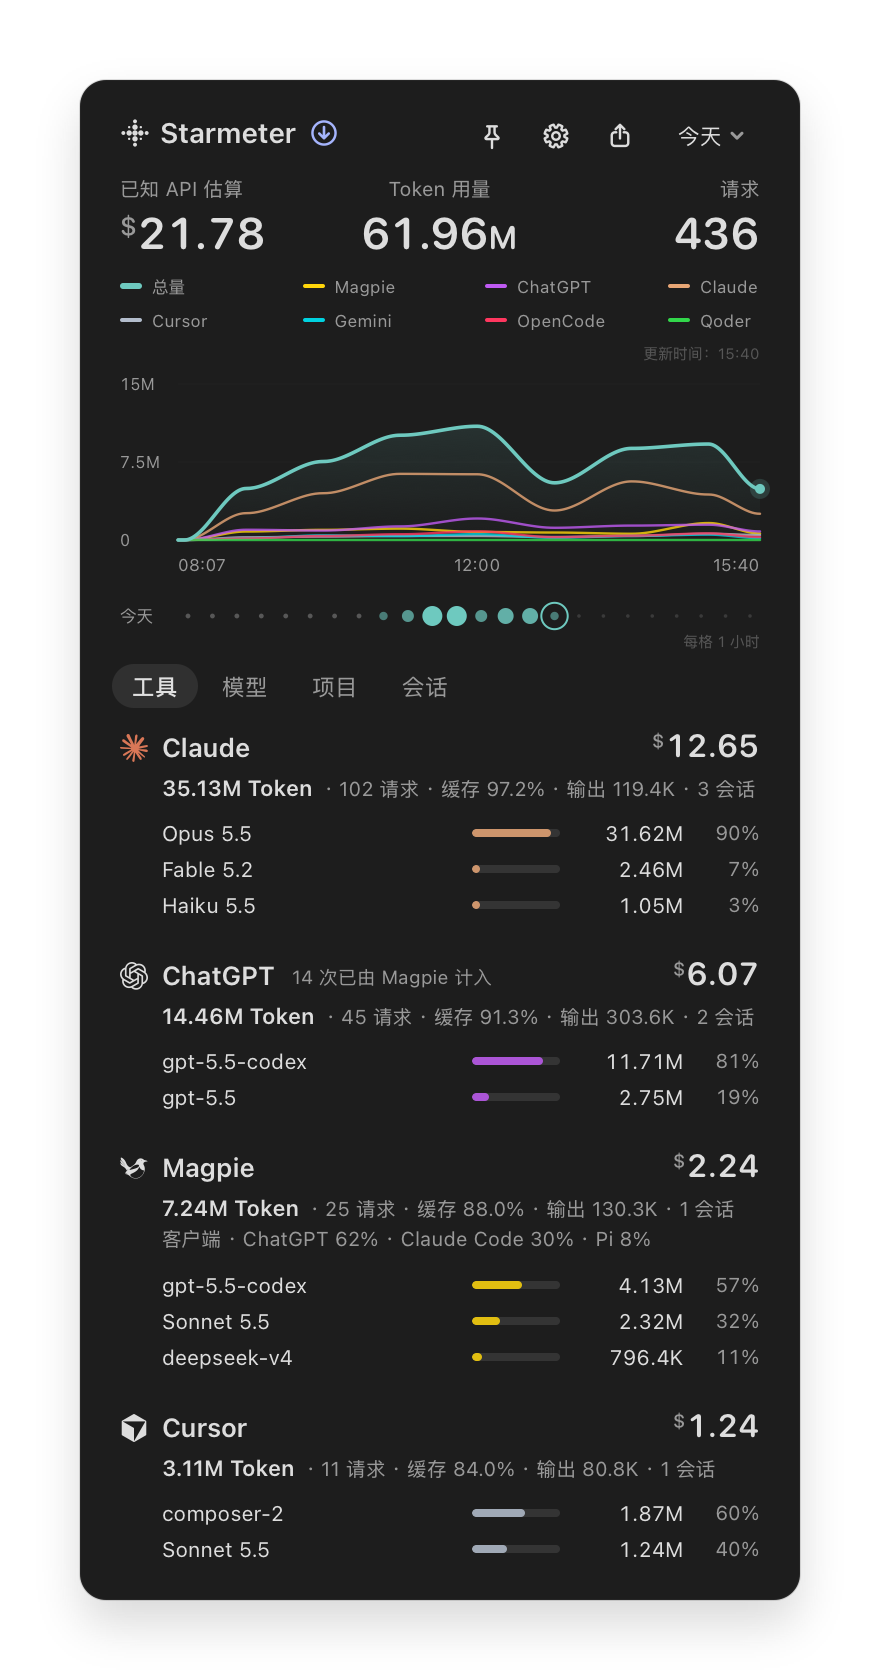 Starmeter 今天
已知 API 估算 Token 用量 请求
$21.78 61.96M 436
总量 Magpie ChatGPT Claude
Cursor Gemini OpenCode Qoder
更新时间：15:40
15M
7.5M
0
08:07 12:00 15:40
今天
每格 1 小时
工具 模型 项目 会话
Claude $12.65
35.13M Token · 102 请求 · 缓存 97.2% · 输出 119.4K · 3 会话
Opus 5.5 31.62M 90%
Fable 5.2 2.46M 7%
Haiku 5.5 1.05M 3%
ChatGPT 14 次已由 Magpie 计入 $6.07
14.46M Token · 45 请求 · 缓存 91.3% · 输出 303.6K · 2 会话
gpt-5.5-codex 11.71M 81%
gpt-5.5 2.75M 19%
Magpie $2.24
7.24M Token · 25 请求 · 缓存 88.0% · 输出 130.3K · 1 会话
客户端 · ChatGPT 62% · Claude Code 30% · Pi 8%
gpt-5.5-codex 4.13M 57%
Sonnet 5.5 2.32M 32%
deepseek-v4 796.4K 11%
Cursor $1.24
3.11M Token · 11 请求 · 缓存 84.0% · 输出 80.8K · 1 会话
composer-2 1.87M 60%
Sonnet 5.5 1.24M 40%